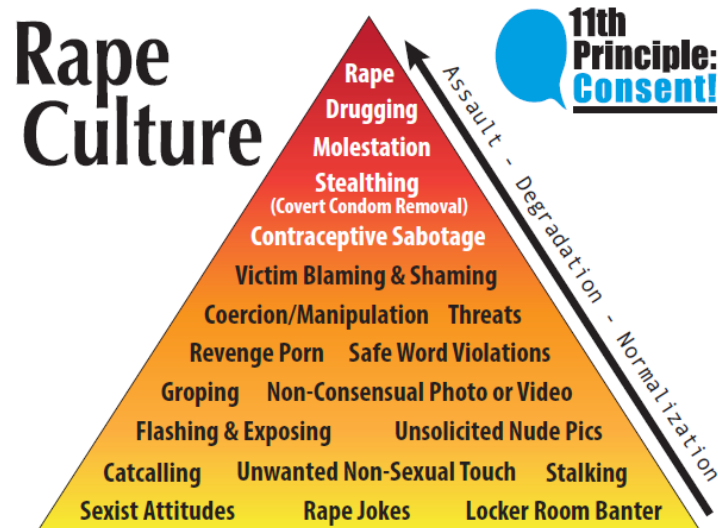 Rape
Culture
11th
Principle:
Consent!
Rape
Drugging
Molestation
Stealthing
(Covert Condom Removal)
Contraceptive Sabotage
Victim Blaming & Shaming
Coercion/Manipulation Threats
Revenge Porn Safe Word Violations
Groping Non-Consensual Photo or Video
Flashing & Exposing Unsolicited Nude Pics
Catcalling Unwanted Non-Sexual Touch Stalking
Sexist Attitudes Rape Jokes Locker Room Banter
Assault - Degradation - Normalization